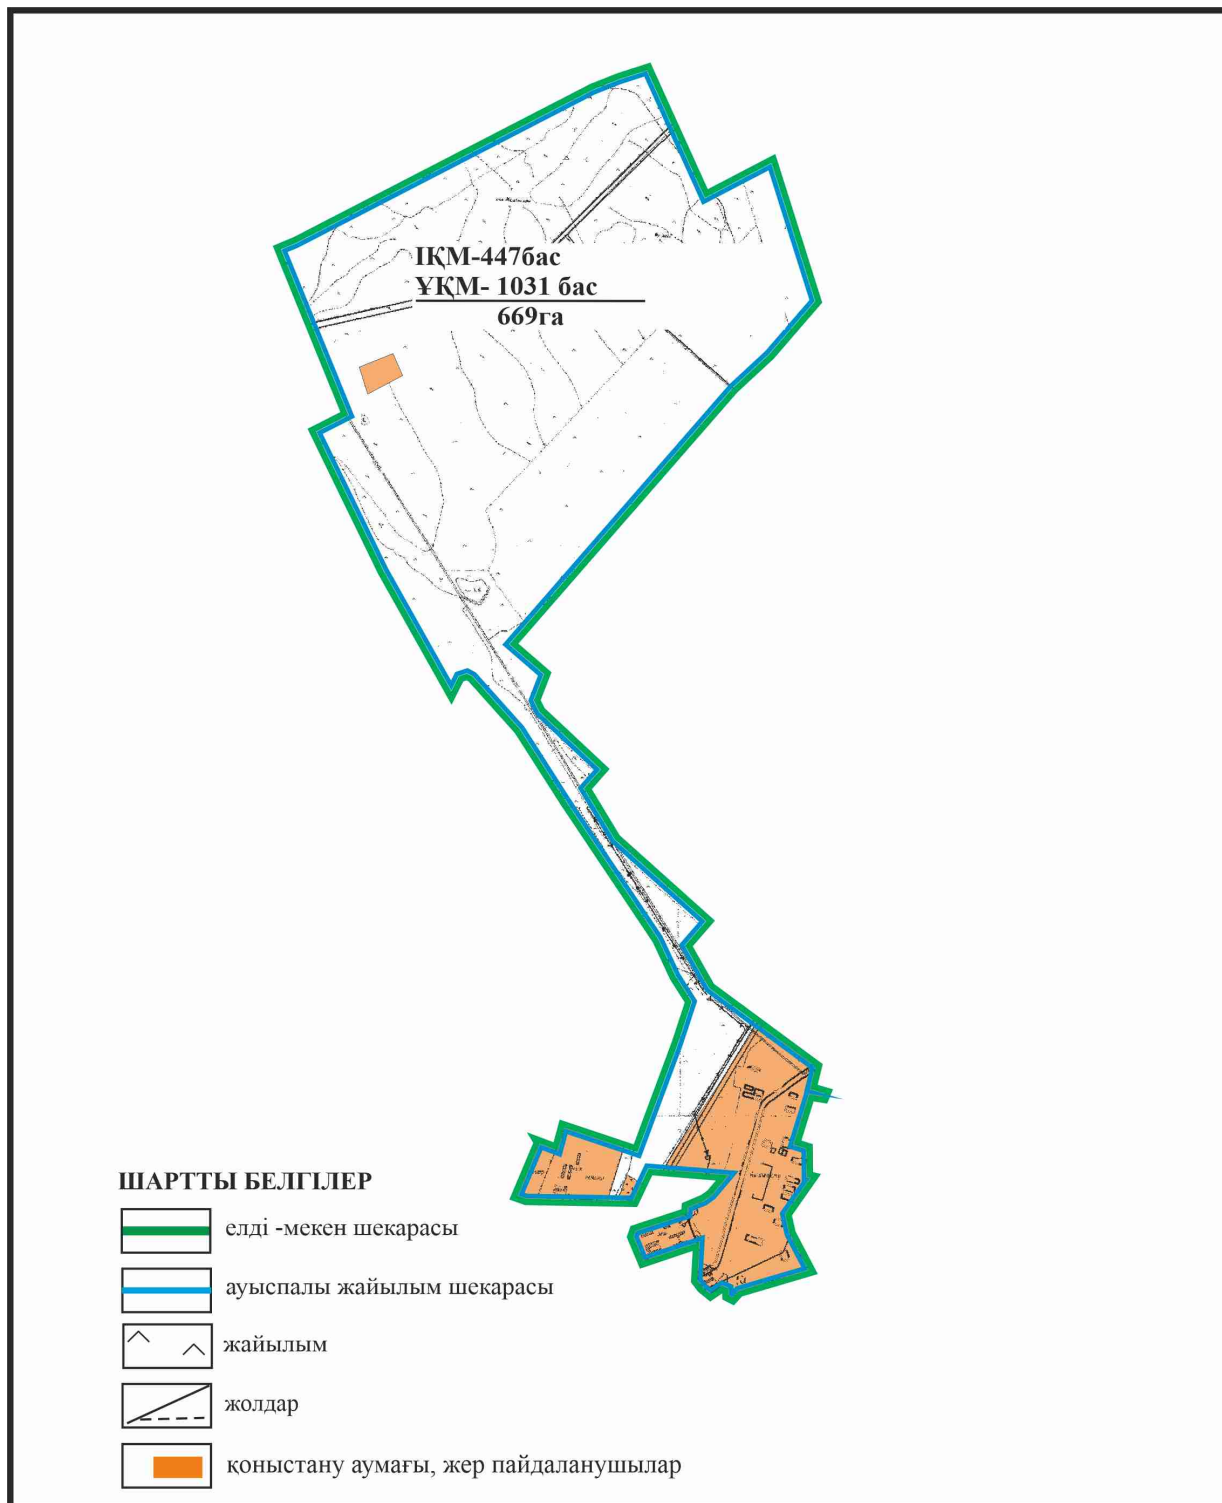 ІҚМ-447бас
ҰҚМ- 1031 бас
669га
ШАРТТЫ БЕЛГІЛЕР
елді -мекен шекарасы
ауыспалы жайылым шекарасы
жайылым
жолдар
қоныстану аумағы, жер пайдаланушылар